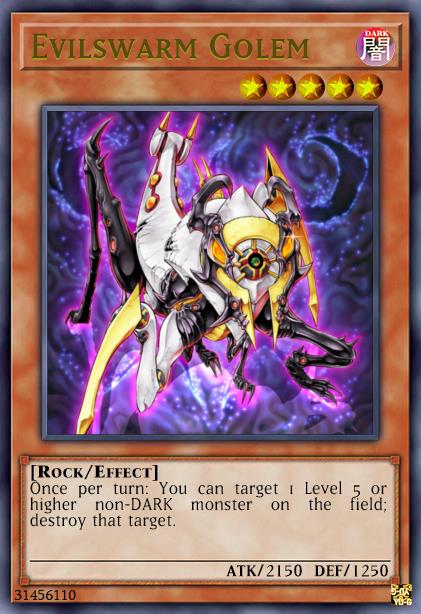 Evilswarm Golem
DARK
闇
[Rock/Effect]
Once per turn: You can target 1 Level 5 or
higher non-DARK monster on the field;
destroy that target.
ATK/2150 DEF/1250
31456110